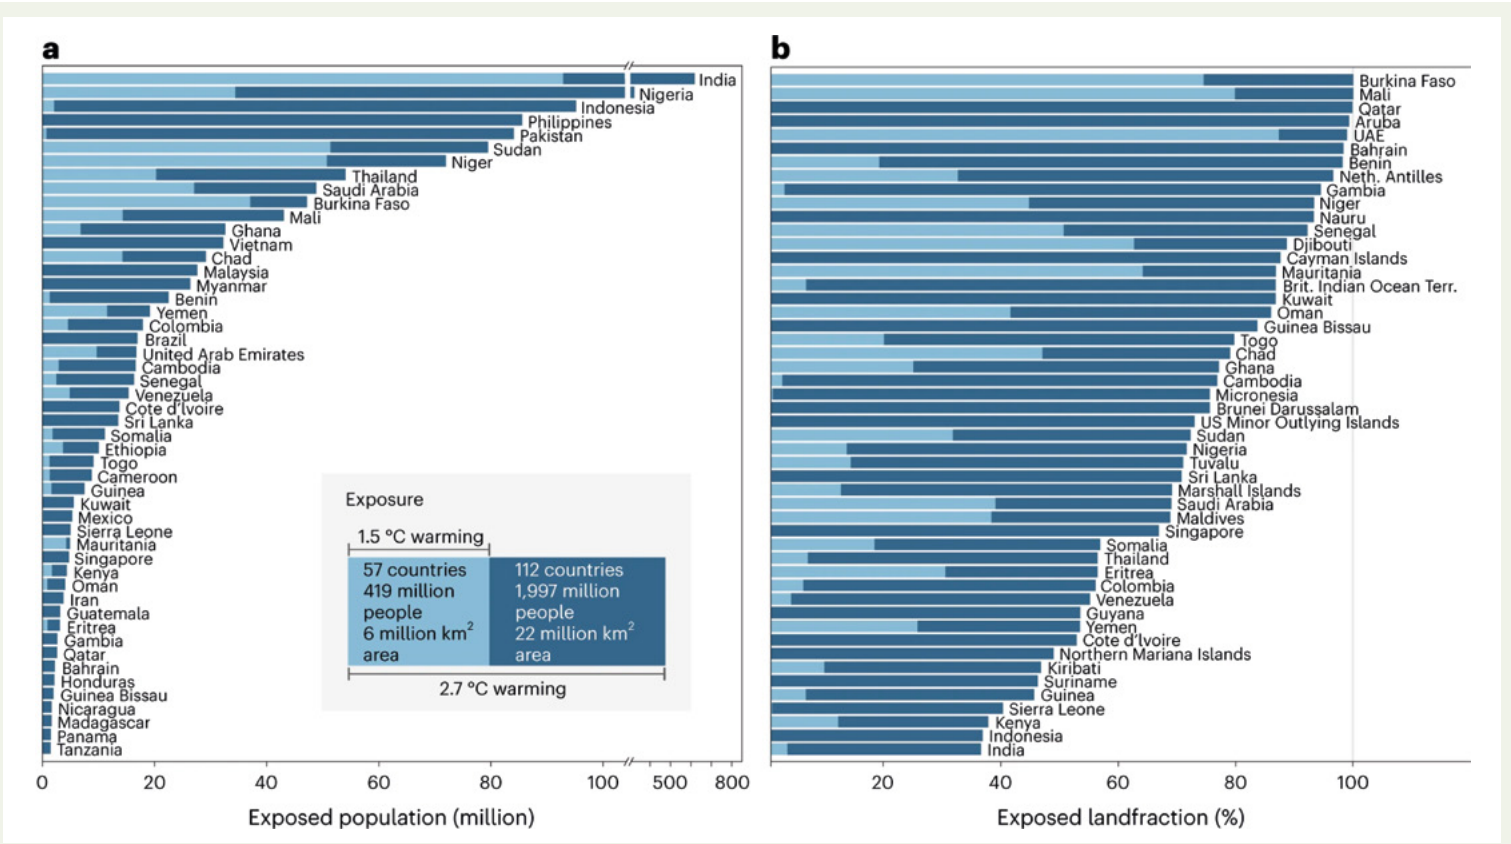 a
India
Nigeria
Indonesia
Philippines
Pakistan
Sudan
Niger
Thailand
Saudi Arabia
Burkina Faso
Mali
Ghana
Vietnam
Chad
Malaysia
Myanmar
Benin
Yemen
Colombia
Brazil
United Arab Emirates
Cambodia
Senegal
Venezuela
Cote d'Ivoire
Sri Lanka
Somalia
Ethiopia
Togo
Cameroon
Guinea
Kuwait
Mexico
Sierra Leone
Mauritania
Singapore
Kenya
Oman
Iran
Guatemala
Eritrea
Gambia
Qatar
Bahrain
Honduras
Guinea Bissau
Nicaragua
Madagascar
Panama
Tanzania
Exposure
1.5 °C warming
57 countries
419 million
people
6 million km²
area
112 countries
1,997 million
people
22 million km²
area
2.7 °C warming
0 20 40 60 80 100 500 800
Exposed population (million)
b
Burkina Faso
Mali
Qatar
Aruba
UAE
Bahrain
Benin
Neth. Antilles
Gambia
Niger
Nauru
Senegal
Djibouti
Cayman Islands
Mauritania
Brit. Indian Ocean Terr.
Kuwait
Oman
Guinea Bissau
Togo
Chad
Ghana
Cambodia
Micronesia
Brunei Darussalam
US Minor Outlying Islands
Sudan
Nigeria
Tuvalu
Sri Lanka
Marshall Islands
Saudi Arabia
Maldives
Singapore
Somalia
Thailand
Eritrea
Colombia
Venezuela
Guyana
Yemen
Cote d'Ivoire
Northern Mariana Islands
Kiribati
Suriname
Guinea
Sierra Leone
Kenya
Indonesia
India
20 40 60 80 100
Exposed landfraction (%)